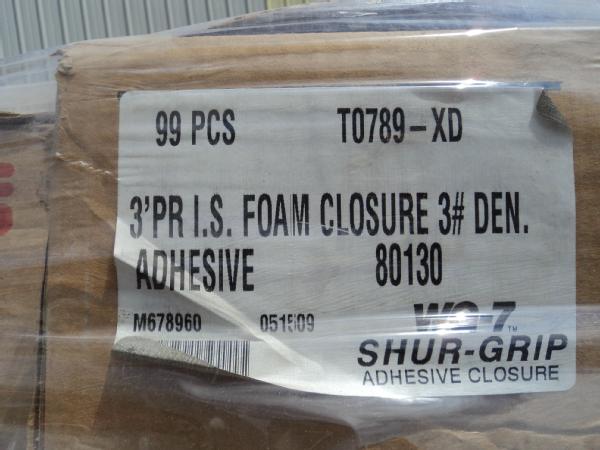 99 PCS T0789-XD
3'PR I.S. FOAM CLOSURE 3# DEN.
ADHESIVE 80130
M678960 051509
SHUR-GRIP
ADHESIVE CLOSURE